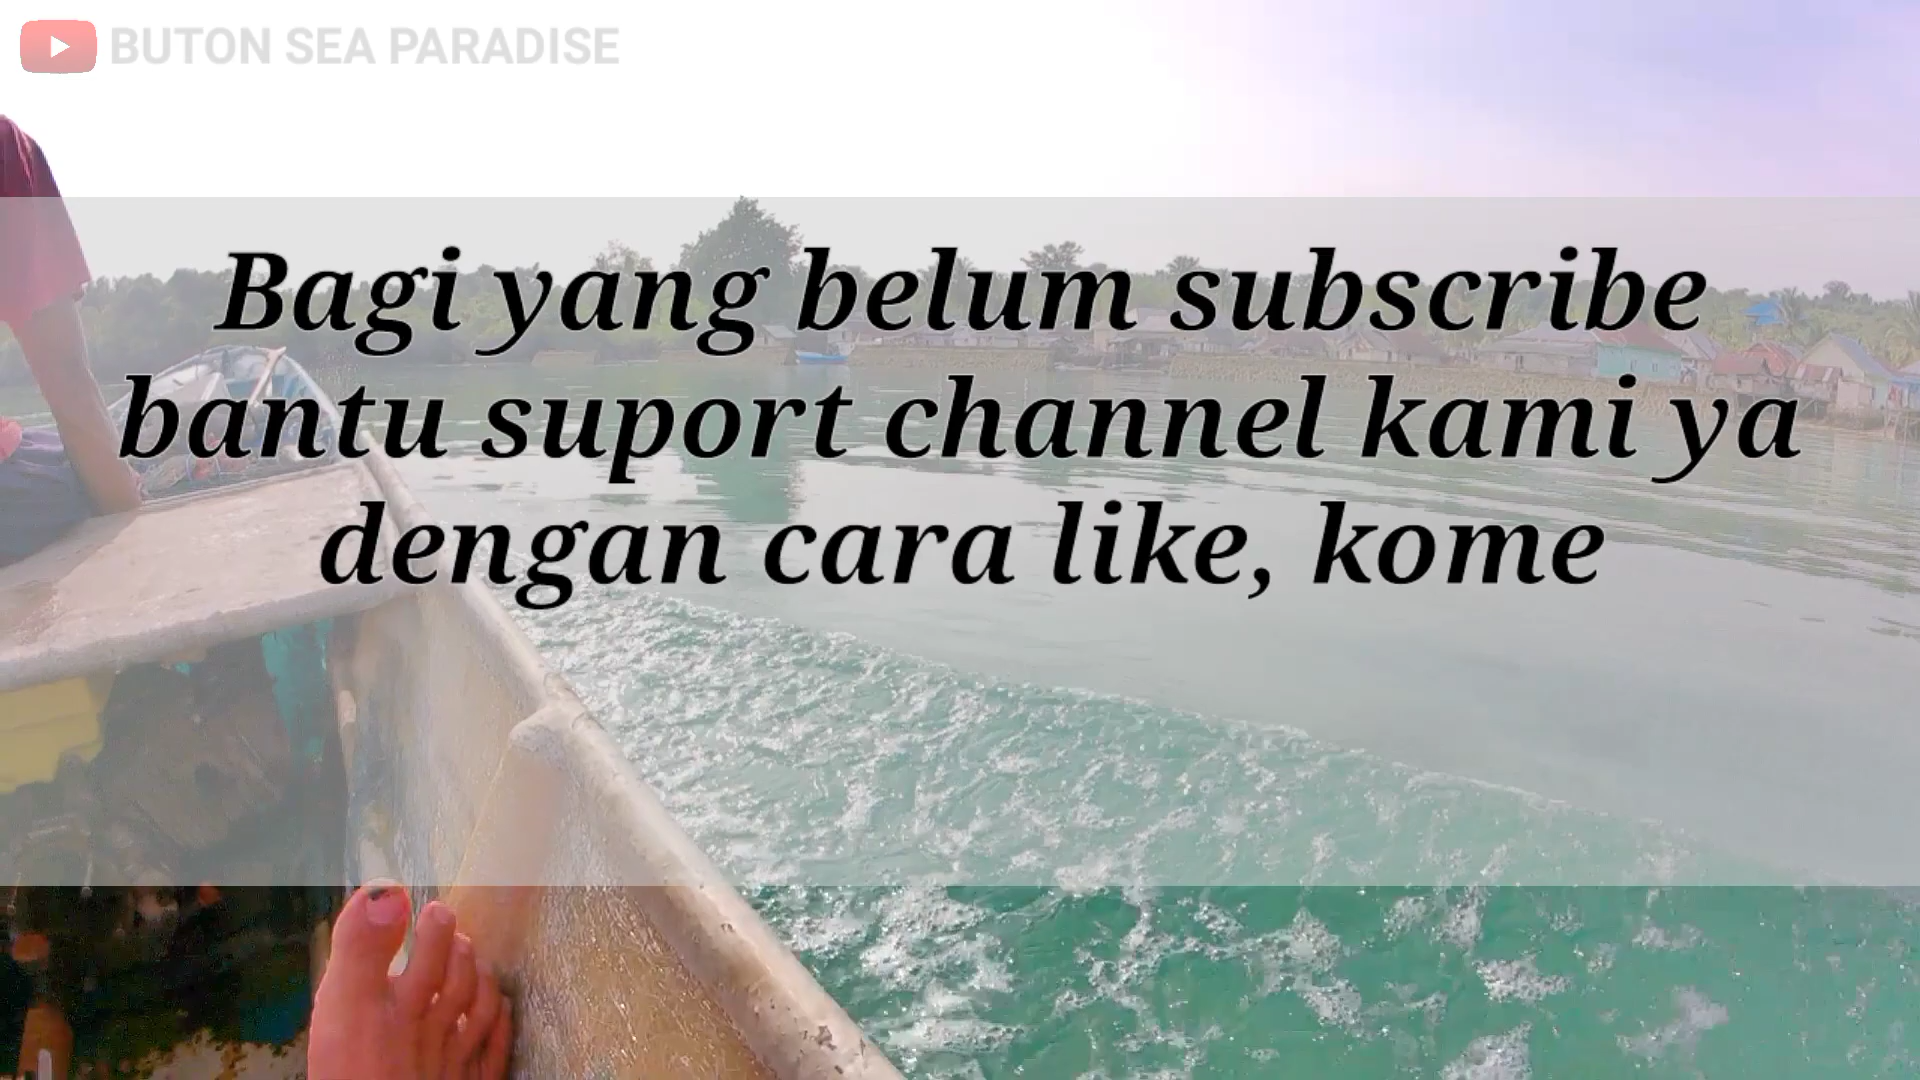 BUTON SEA PARADISE
Bagi yang belum subscribe
bantu suport channel kami ya
dengan cara like, kome